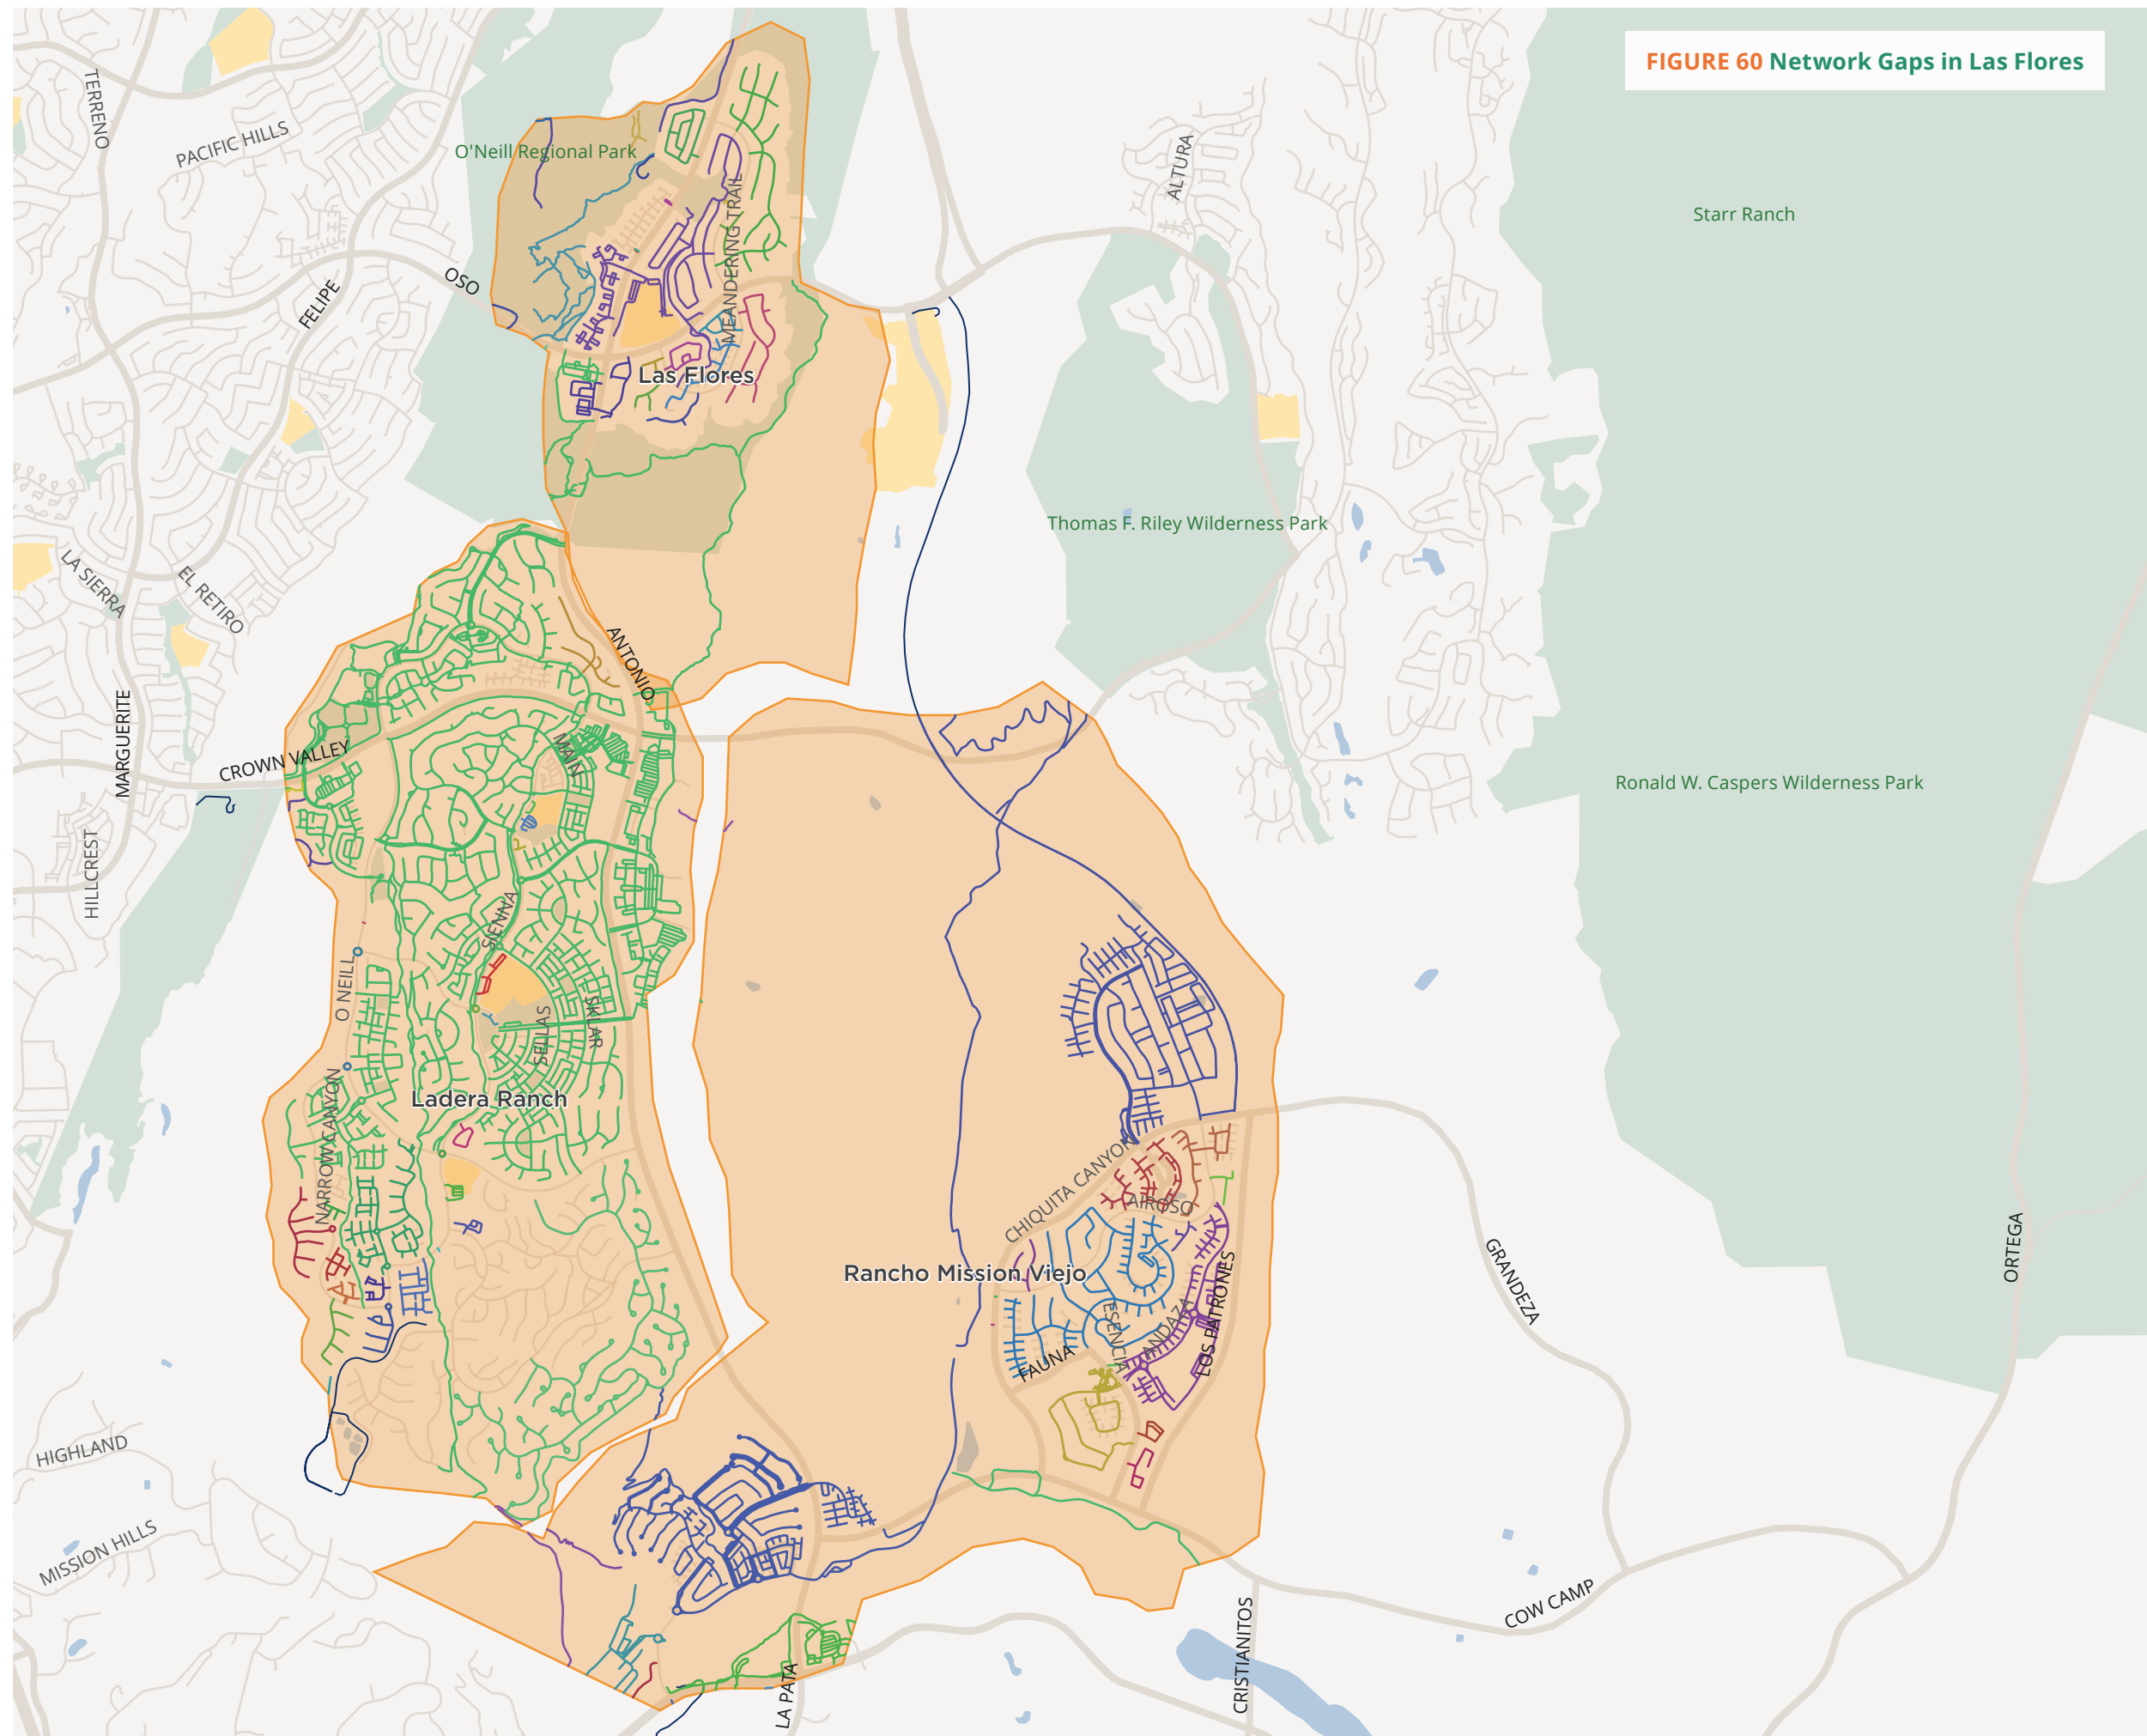 FIGURE 60 Network Gaps in Las Flores
TERRENO
PACIFIC HILLS
O'Neill Regional Park
ALTURA
MEANDERING TRAIL
Starr Ranch
OSO
FELIPE
Las Flores
Thomas F. Riley Wilderness Park
LA SIERRA
EL RETIRO
ANTONIO
MARGUERITE
CROWN VALLEY
MAIN
Ronald W. Caspers Wilderness Park
HILLCREST
SIENNA
O NEILL
SELLAS
SKLAR
Ladera Ranch
NARROW CANYON
CHIQUITA CANYON
AIROSO
Rancho Mission Viejo
GRANDEZA
ORTEGA
ESENCIA
ANDAZA
LOS PATRONES
FAUNA
HIGHLAND
MISSION HILLS
COW CAMP
CRISTIANITOS
LA PATA